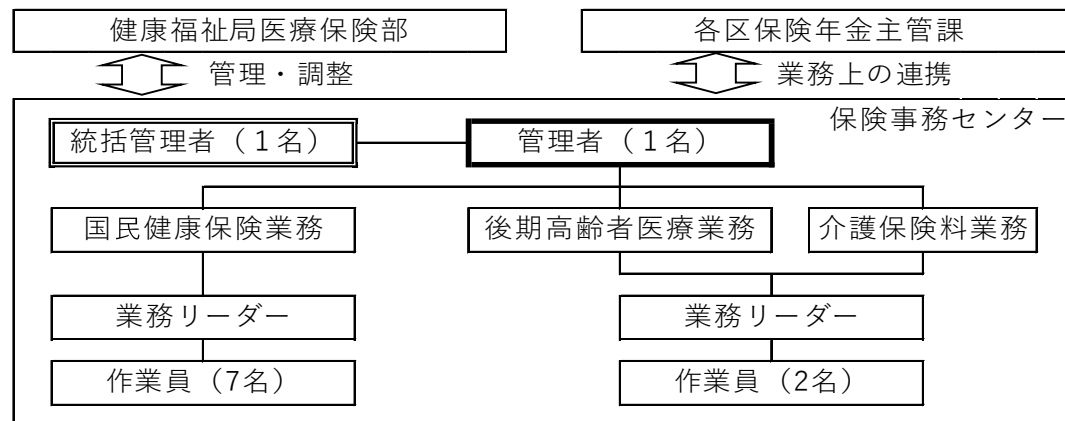 健康福祉局医療保険部
各区保険年金主管課
管理・調整
業務上の連携
保険事務センター
統括管理者（１名）
管理者（１名）
国民健康保険業務
後期高齢者医療業務
介護保険料業務
業務リーダー
業務リーダー
作業員（7名）
作業員（2名）